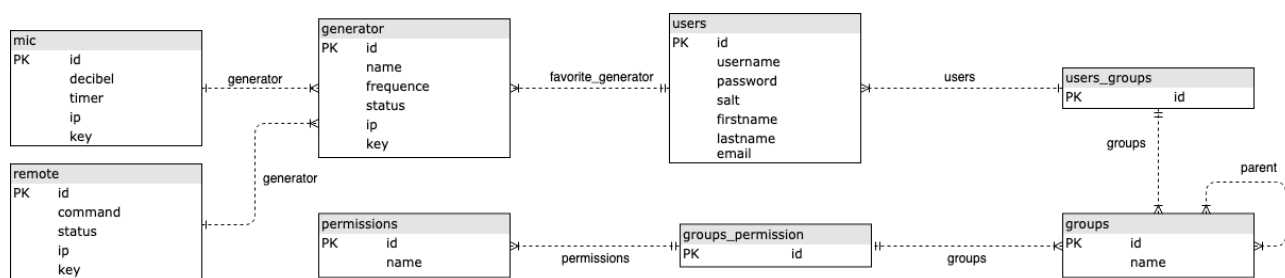 mic
PK id
decibel
timer
ip
key
generator
generator
PK id
name
frequence
status
ip
key
favorite_generator
users
PK id
username
password
salt
firstname
lastname
email
users
users_groups
PK id
groups
parent
remote
PK id
command
status
ip
key
generator
permissions
PK id
name
permissions
groups_permission
PK id
groups
groups
PK id
name